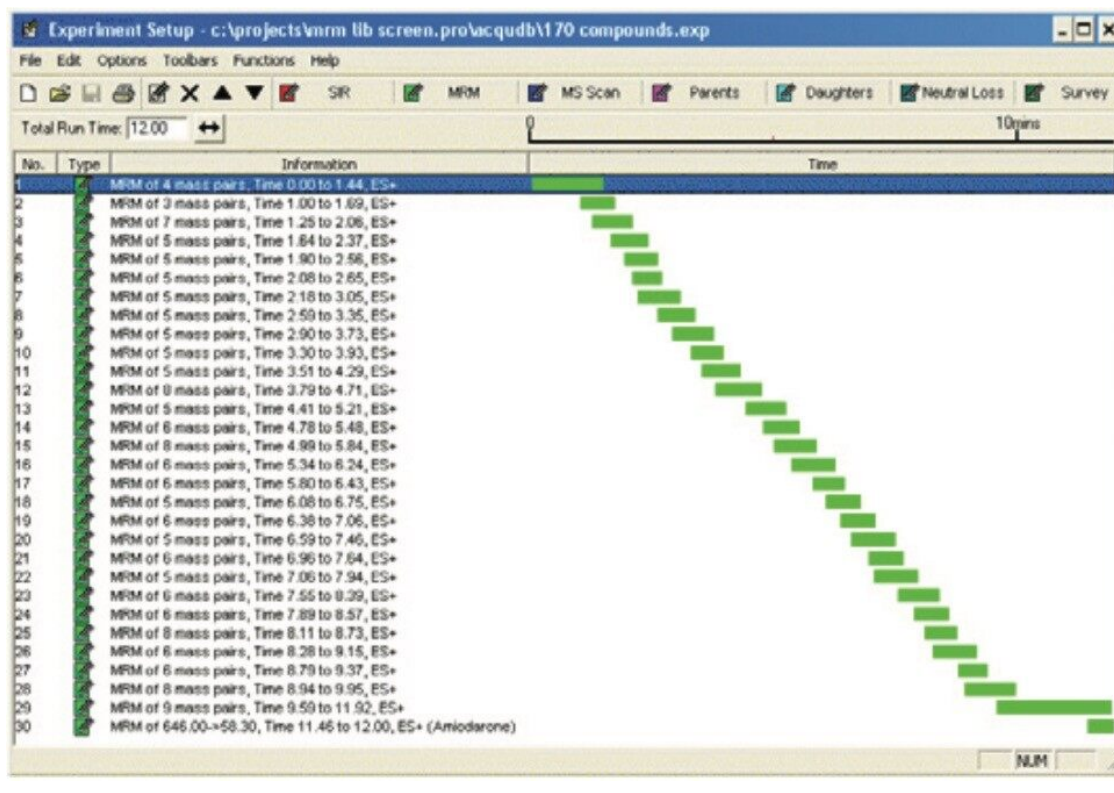 Experiment Setup - c:\projects\mrm lib screen.pro\acqudb\170 compounds.exp
File Edit Options Toolbars Functions Help
SIR MRM MS Scan Parents Daughters Neutral Loss Survey
Total Run Time: 12.00 0 10mins
No. Type Information Time
1 MRM of 4 mass pairs, Time 0.00 to 1.44, ES+
2 MRM of 3 mass pairs, Time 1.00 to 1.69, ES+
3 MRM of 7 mass pairs, Time 1.25 to 2.06, ES+
4 MRM of 5 mass pairs, Time 1.64 to 2.37, ES+
5 MRM of 5 mass pairs, Time 1.90 to 2.56, ES+
6 MRM of 5 mass pairs, Time 2.08 to 2.65, ES+
7 MRM of 5 mass pairs, Time 2.18 to 3.05, ES+
8 MRM of 5 mass pairs, Time 2.59 to 3.35, ES+
9 MRM of 5 mass pairs, Time 2.90 to 3.73, ES+
10 MRM of 5 mass pairs, Time 3.30 to 3.93, ES+
11 MRM of 5 mass pairs, Time 3.51 to 4.29, ES+
12 MRM of 8 mass pairs, Time 3.79 to 4.71, ES+
13 MRM of 5 mass pairs, Time 4.41 to 5.21, ES+
14 MRM of 6 mass pairs, Time 4.78 to 5.48, ES+
15 MRM of 8 mass pairs, Time 4.99 to 5.84, ES+
16 MRM of 6 mass pairs, Time 5.34 to 6.24, ES+
17 MRM of 6 mass pairs, Time 5.80 to 6.43, ES+
18 MRM of 5 mass pairs, Time 6.08 to 6.75, ES+
19 MRM of 6 mass pairs, Time 6.38 to 7.06, ES+
20 MRM of 5 mass pairs, Time 6.59 to 7.46, ES+
21 MRM of 6 mass pairs, Time 6.96 to 7.64, ES+
22 MRM of 5 mass pairs, Time 7.06 to 7.94, ES+
23 MRM of 6 mass pairs, Time 7.55 to 8.39, ES+
24 MRM of 6 mass pairs, Time 7.89 to 8.57, ES+
25 MRM of 8 mass pairs, Time 8.11 to 8.73, ES+
26 MRM of 6 mass pairs, Time 8.28 to 9.15, ES+
27 MRM of 6 mass pairs, Time 8.79 to 9.37, ES+
28 MRM of 8 mass pairs, Time 8.94 to 9.95, ES+
29 MRM of 9 mass pairs, Time 9.59 to 11.92, ES+
30 MRM of 646.00->58.30, Time 11.46 to 12.00, ES+ (Amiodarone)
NUM